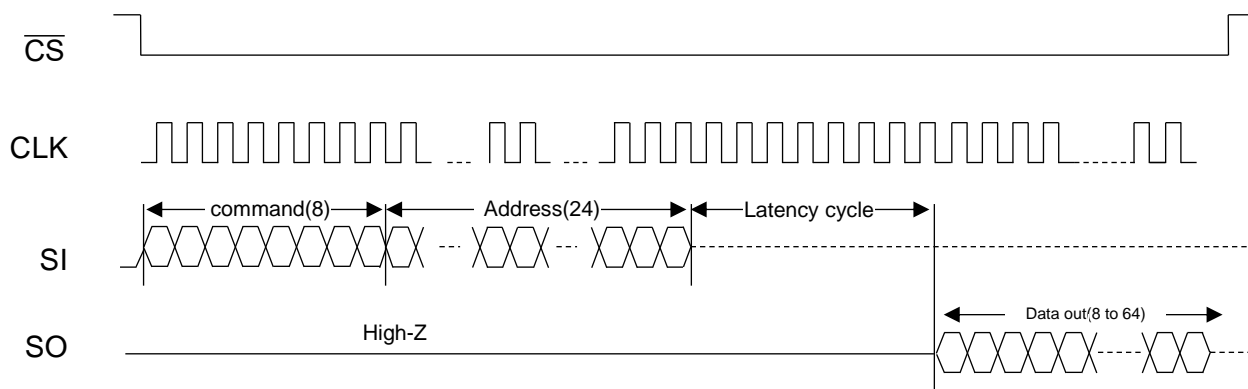 CS
CLK
command(8)
Address(24)
Latency cycle
SI
Data out(8 to 64)
High-Z
SO